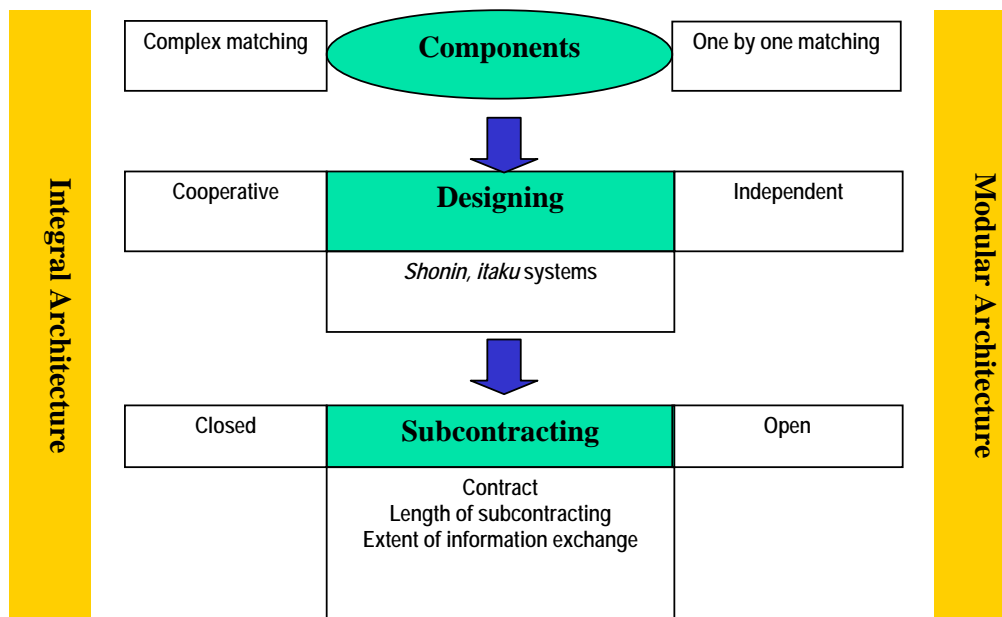 Complex matching
Components
One by one matching
Integral Architecture
Modular Architecture
Cooperative
Designing
Independent
Shonin, itaku systems
Closed
Subcontracting
Open
Contract
Length of subcontracting
Extent of information exchange